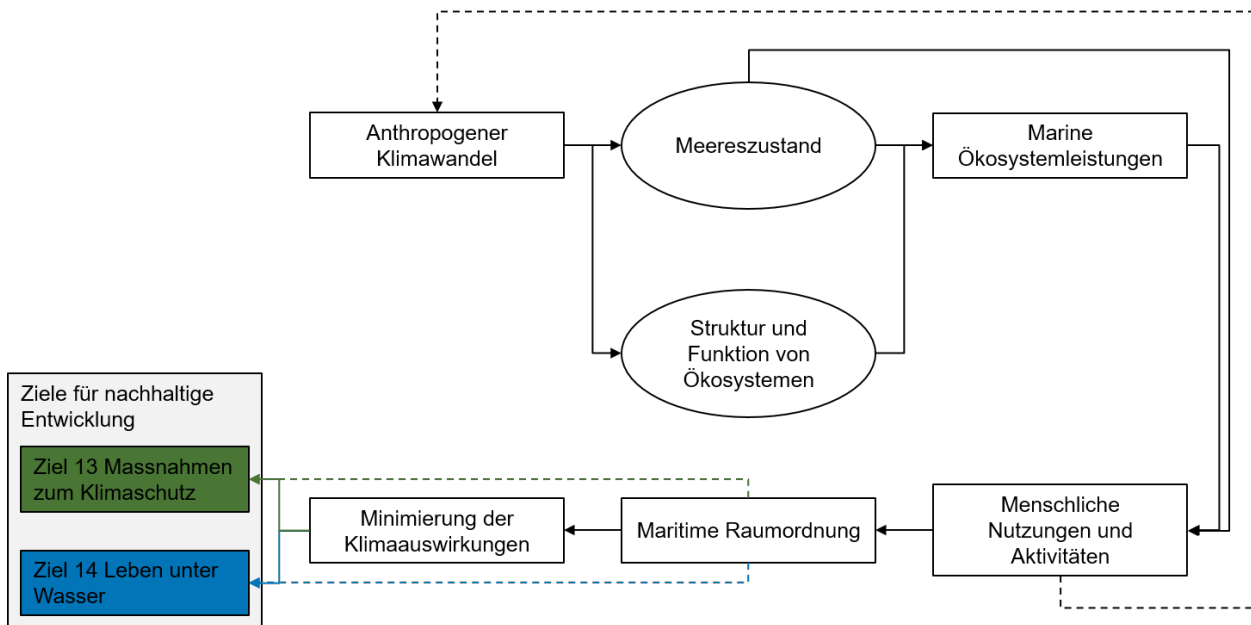 Anthropogener
Klimawandel
Meereszustand
Marine
Ökosystemleistungen
Struktur und
Funktion von
Ökosystemen
Ziele für nachhaltige
Entwicklung
Ziel 13 Massnahmen
zum Klimaschutz
Ziel 14 Leben unter
Wasser
Minimierung der
Klimaauswirkungen
Maritime Raumordnung
Menschliche
Nutzungen und
Aktivitäten